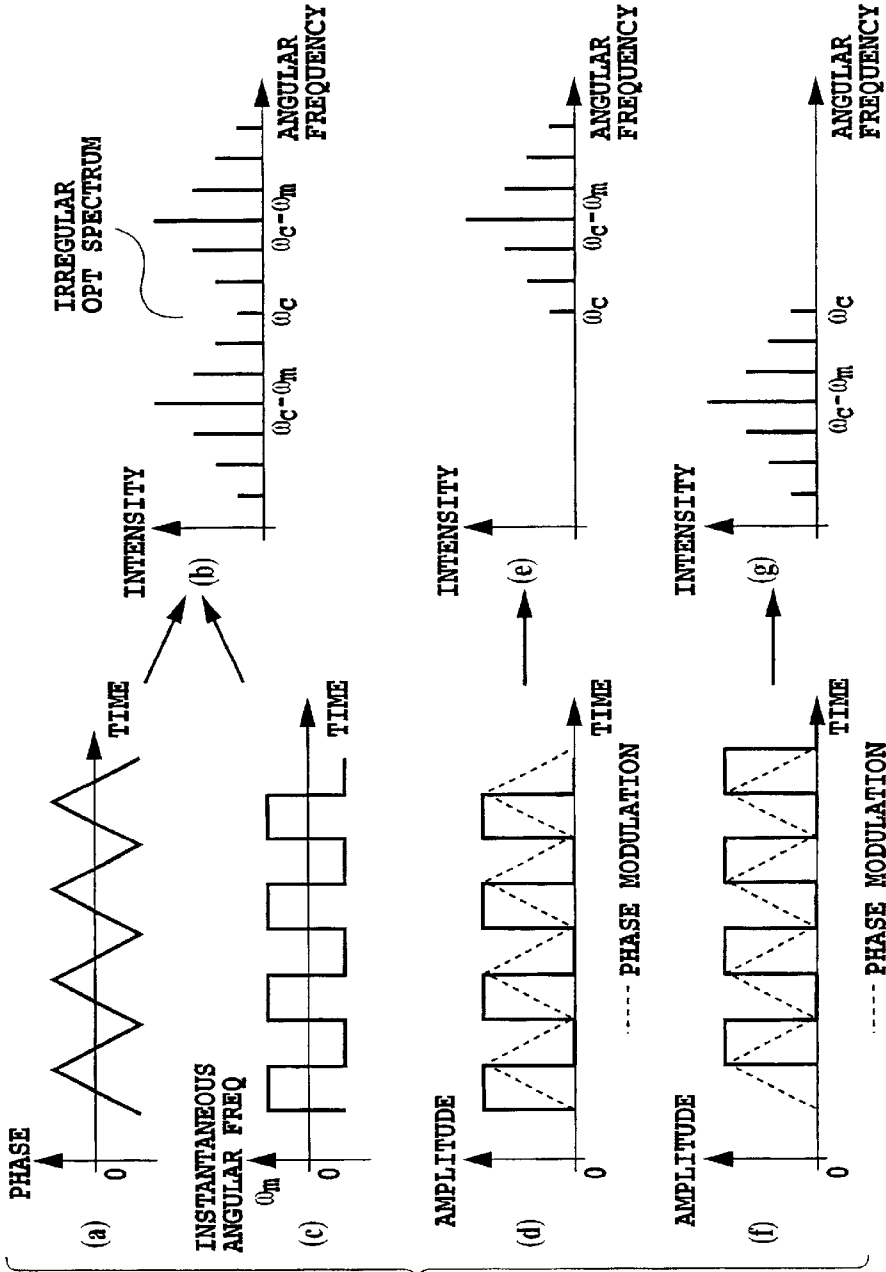 (a)
PHASE
0
TIME
(b)
INTENSITY
IRREGULAR
OPT SPECTRUM
ωc-ωm
ωc
ωc-ωm
ANGULAR
FREQUENCY
(c)
INSTANTANEOUS
ANGULAR FREQ
ωm
0
TIME
(d)
AMPLITUDE
0
TIME
PHASE MODULATION
(e)
INTENSITY
ωc
ωc-ωm
ANGULAR
FREQUENCY
(f)
AMPLITUDE
0
TIME
PHASE MODULATION
(g)
INTENSITY
ωc-ωm
ωc
ANGULAR
FREQUENCY